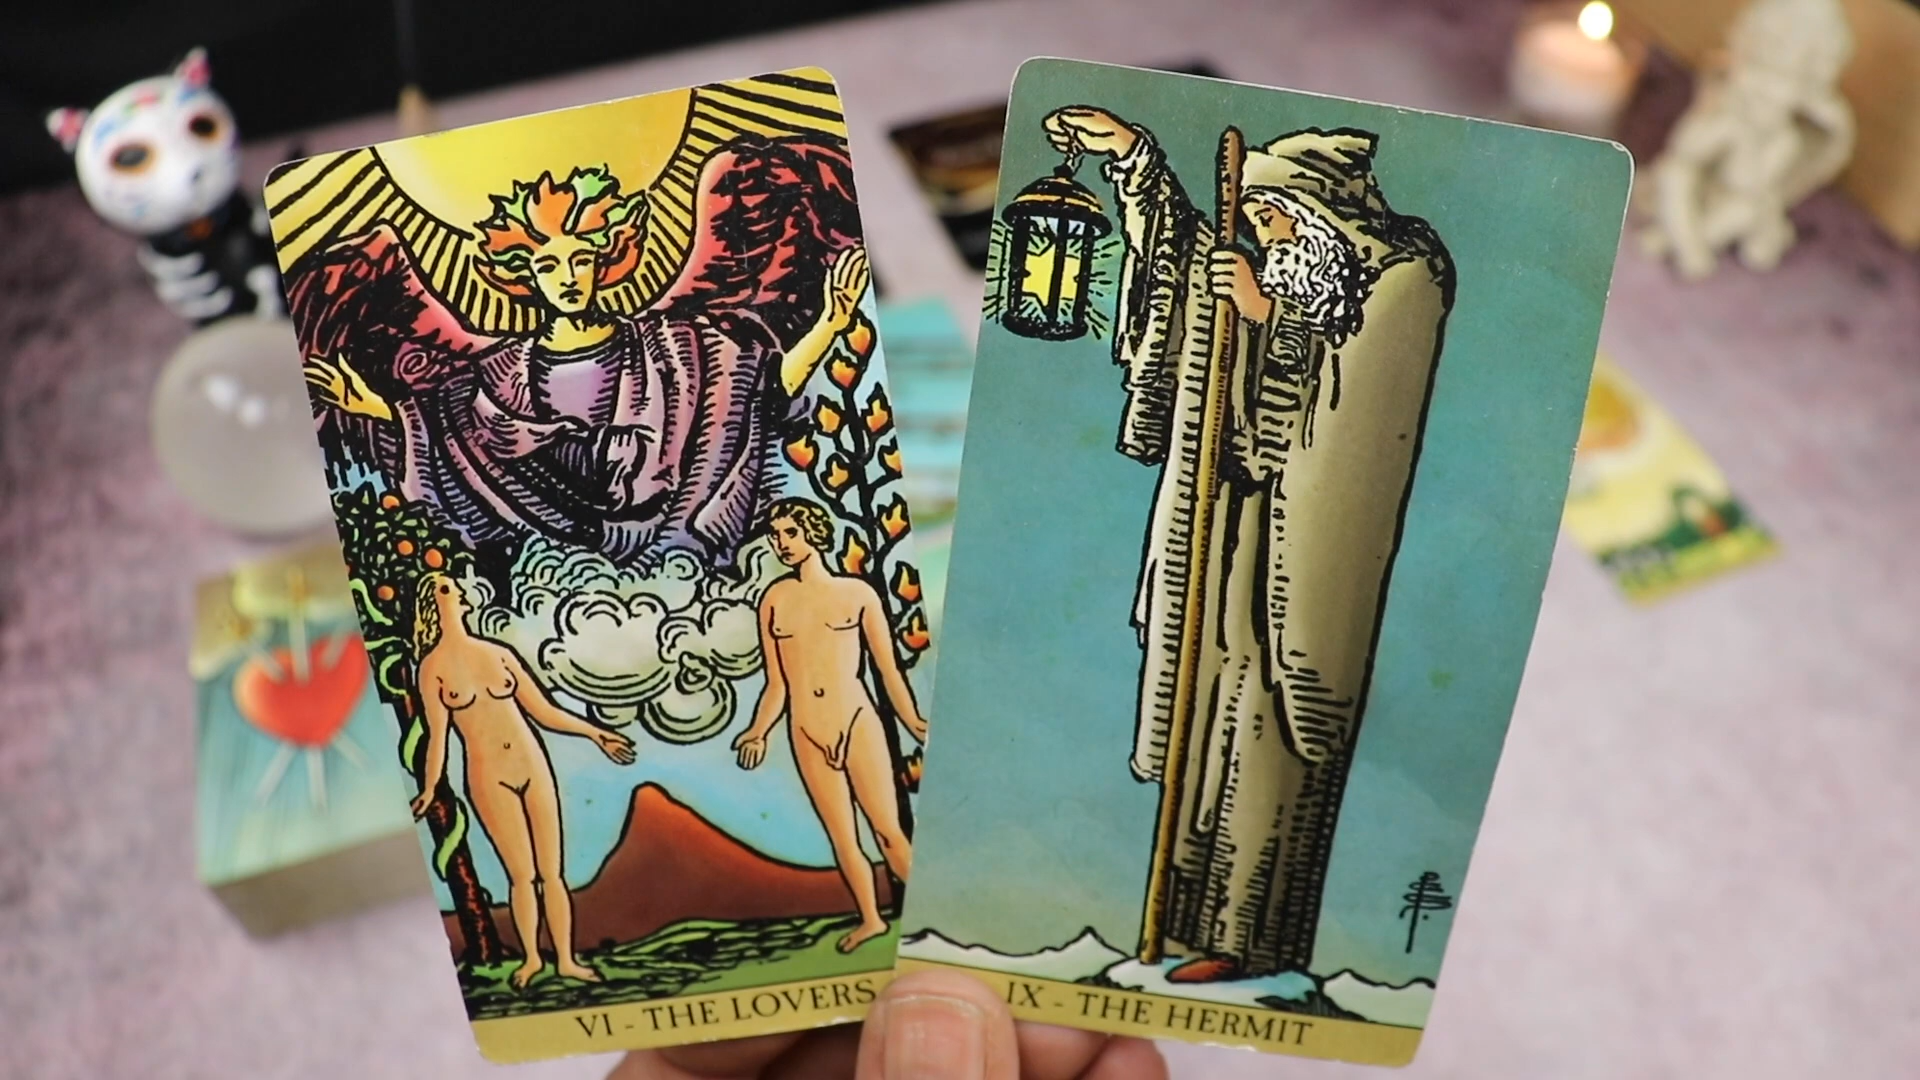 VI - THE LOVERS
IX - THE HERMIT